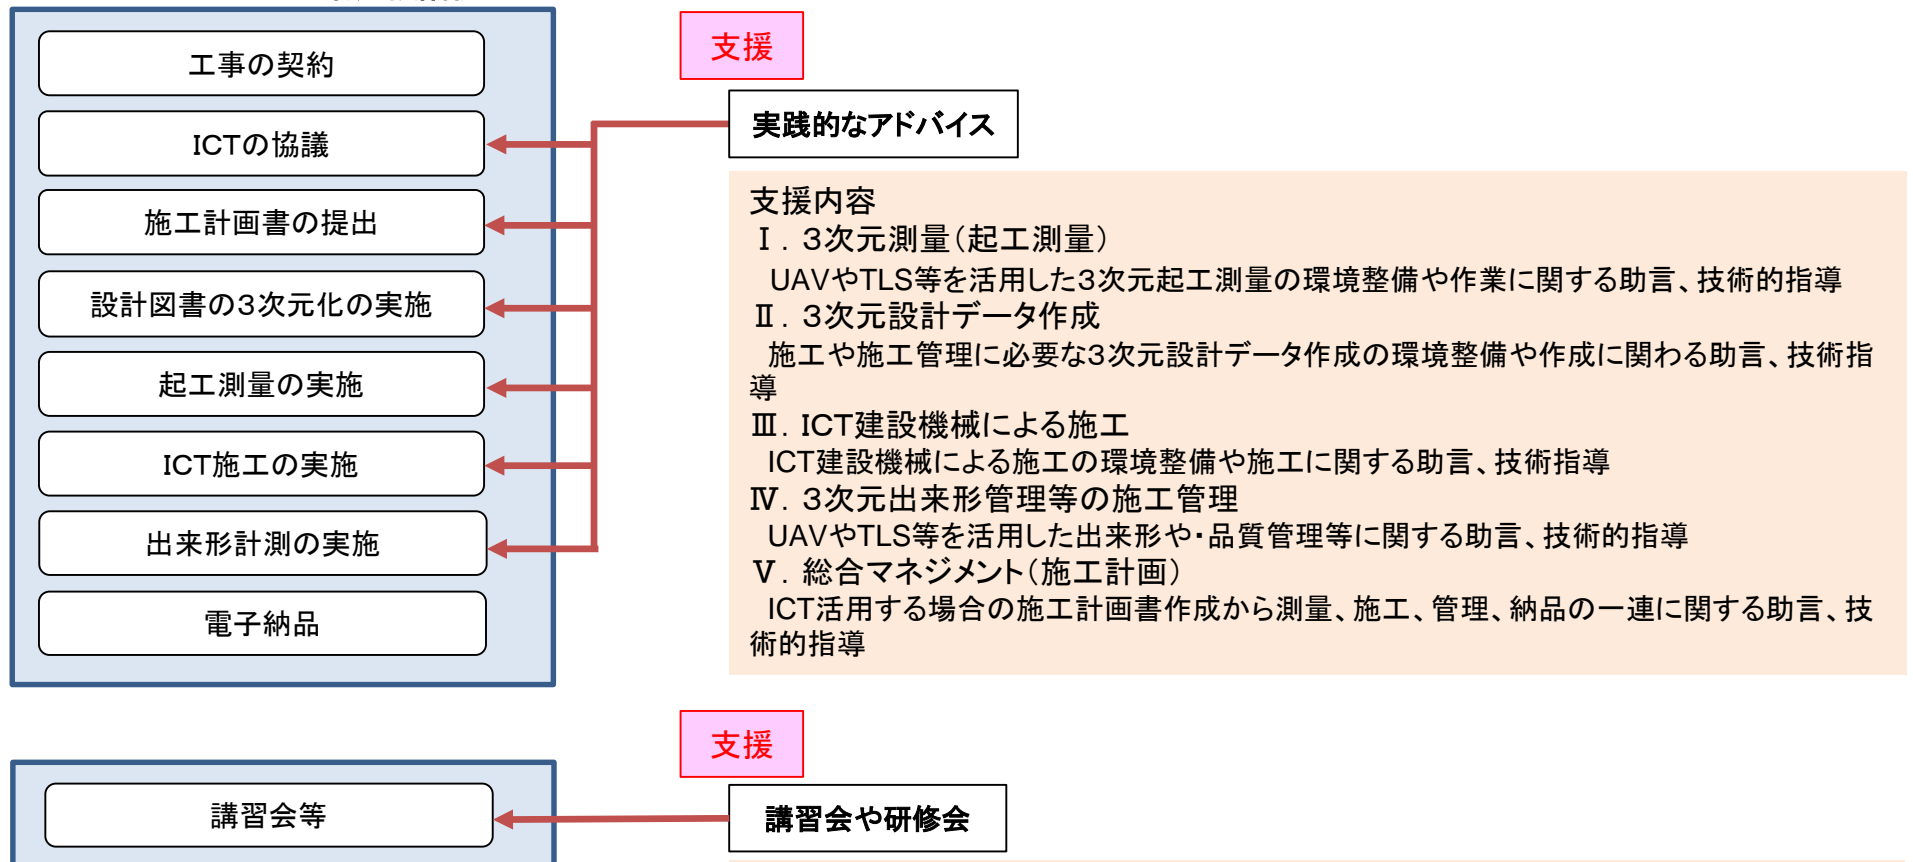 工事の契約
ICTの協議
施工計画書の提出
設計図書の3次元化の実施
起工測量の実施
ICT施工の実施
出来形計測の実施
電子納品
支援
実践的なアドバイス
支援内容
Ⅰ．3次元測量（起工測量）
UAVやTLS等を活用した3次元起工測量の環境整備や作業に関する助言、技術的指導
Ⅱ．3次元設計データ作成
施工や施工管理に必要な3次元設計データ作成の環境整備や作成に関わる助言、技術指
導
Ⅲ．ICT建設機械による施工
ICT建設機械による施工の環境整備や施工に関する助言、技術指導
Ⅳ．3次元出来形管理等の施工管理
UAVやTLS等を活用した出来形や・品質管理等に関する助言、技術的指導
Ⅴ．総合マネジメント（施工計画）
ICT活用する場合の施工計画書作成から測量、施工、管理、納品の一連に関する助言、技
術的指導
講習会等
支援
講習会や研修会